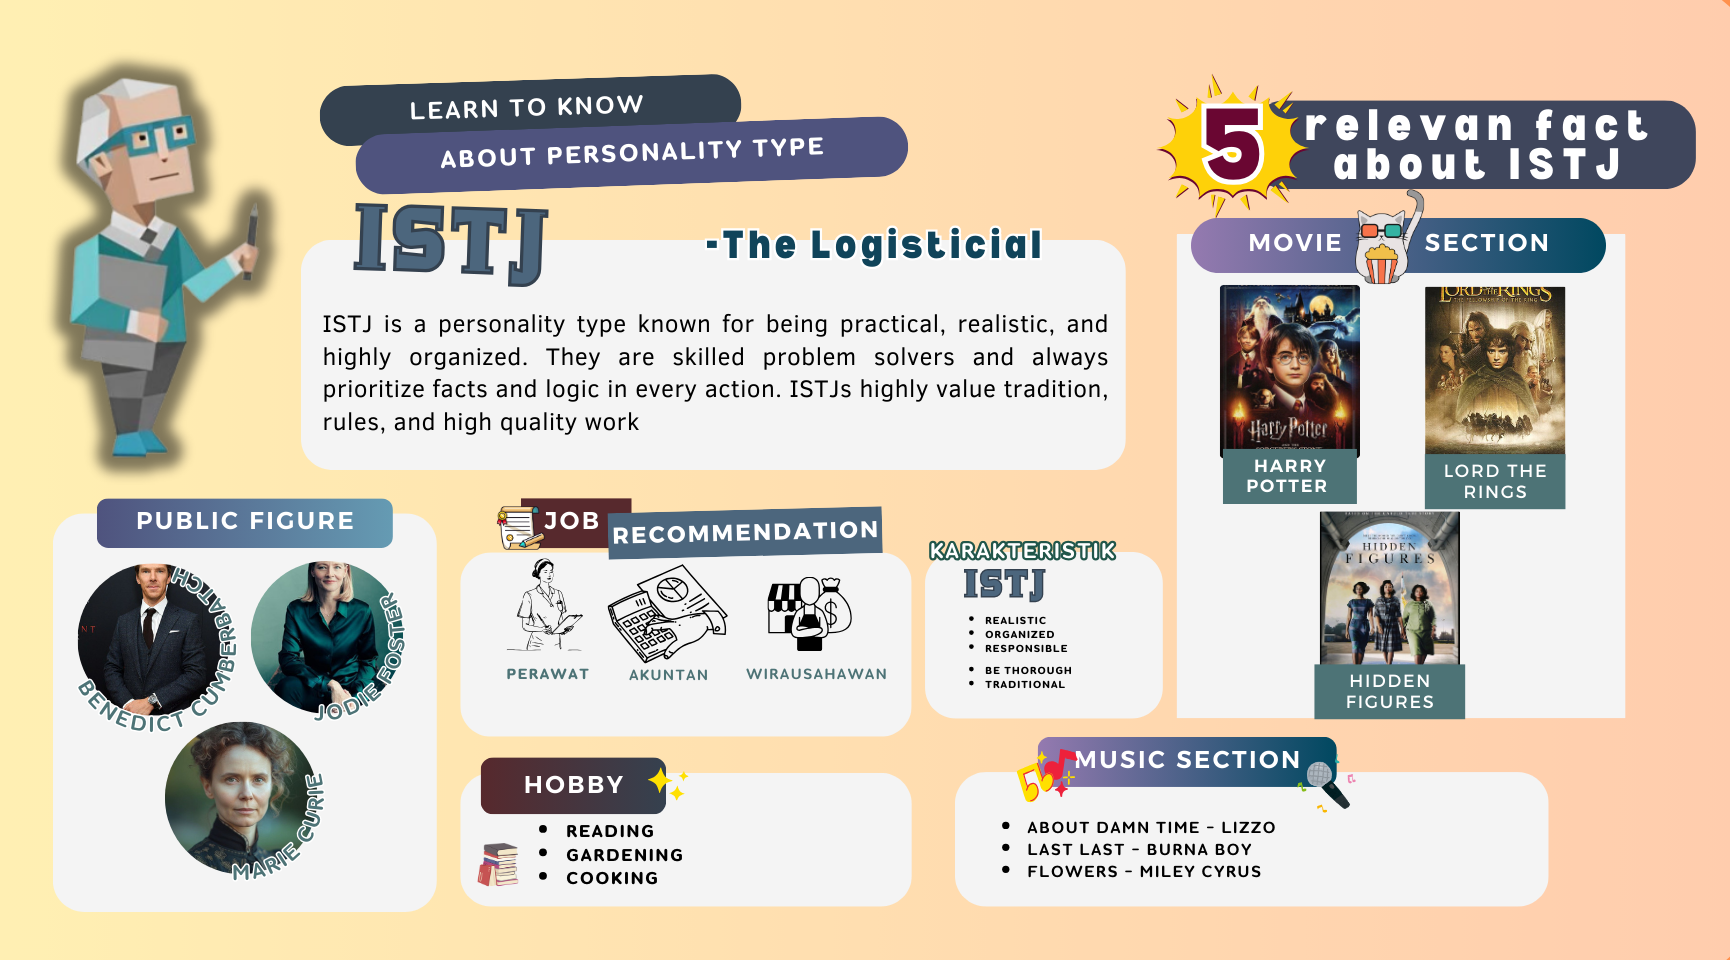 LEARN TO KNOW
ABOUT PERSONALITY TYPE
ISTJ
-The Logisticial
ISTJ is a personality type known for being practical, realistic, and
highly organized. They are skilled problem solvers and always
prioritize facts and logic in every action. ISTJs highly value tradition,
rules, and high quality work
5
relevan fact
about ISTJ
MOVIE SECTION
Harry Potter
HARRY
POTTER
LORD THE RINGS
THE FELLOWSHIP OF THE RING
LORD THE
RINGS
HIDDEN
FIGURES
HIDDEN
FIGURES
PUBLIC FIGURE
BENEDICT CUMBERBATCH
JODIE FOSTER
MARIE CURIE
JOB
RECOMMENDATION
PERAWAT
AKUNTAN
WIRAUSAHAWAN
KARAKTERISTIK
ISTJ
• REALISTIC
• ORGANIZED
• RESPONSIBLE
• BE THOROUGH
• TRADITIONAL
HOBBY
• READING
• GARDENING
• COOKING
MUSIC SECTION
• ABOUT DAMN TIME – LIZZO
• LAST LAST – BURNA BOY
• FLOWERS – MILEY CYRUS